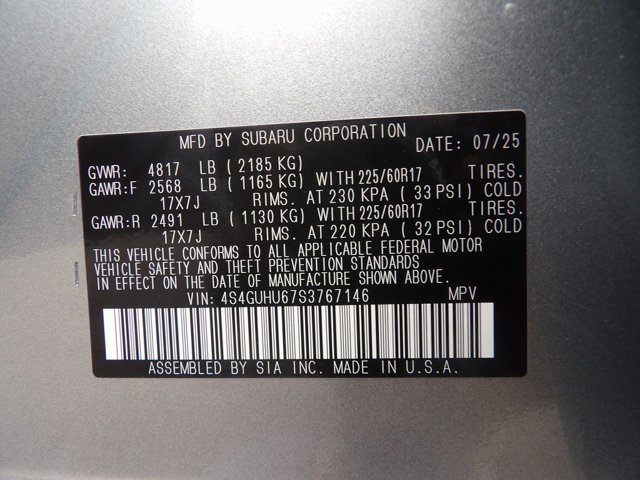 MFD BY SUBARU CORPORATION DATE: 07/25
GVWR: 4817 LB (2185 KG)
GAWR:F 2568 LB (1165 KG) WITH 225/60R17 TIRES.
17X7J RIMS. AT 230 KPA (33 PSI) COLD
GAWR:R 2491 LB (1130 KG) WITH 225/60R17 TIRES.
17X7J RIMS. AT 220 KPA (32 PSI) COLD
THIS VEHICLE CONFORMS TO ALL APPLICABLE FEDERAL MOTOR
VEHICLE SAFETY AND THEFT PREVENTION STANDARDS
IN EFFECT ON THE DATE OF MANUFACTURE SHOWN ABOVE.
VIN: 4S4GUHU67S3767146 MPV
ASSEMBLED BY SIA INC. MADE IN U.S.A.